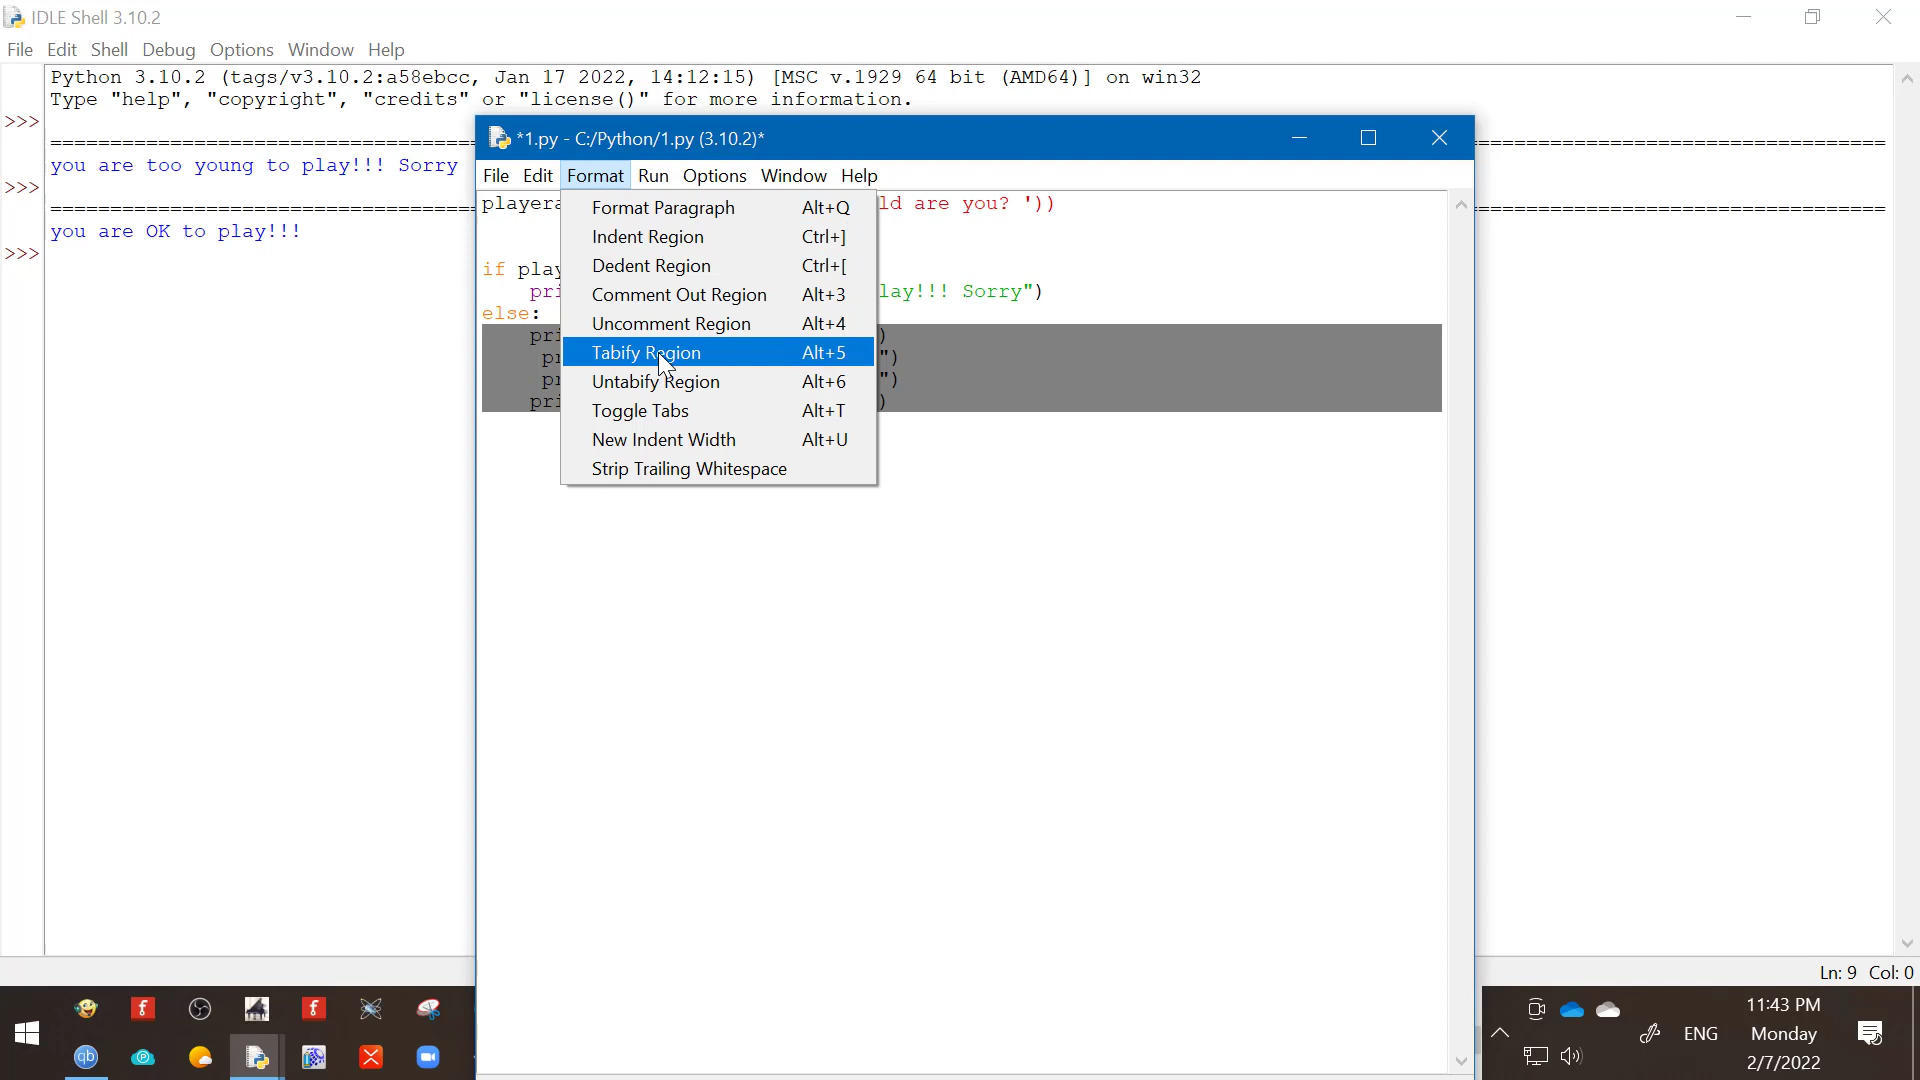 IDLE Shell 3.10.2
File Edit Shell Debug Options Window Help
Python 3.10.2 (tags/v3.10.2:a58ebcc, Jan 17 2022, 14:12:15) [MSC v.1929 64 bit (AMD64)] on win32
Type "help", "copyright", "credits" or "license()" for more information.
>>>
you are too young to play!!! Sorry
>>>
you are OK to play!!!
>>>
*1.py - C:/Python/1.py (3.10.2)*
File Edit Format Run Options Window Help
playera
ld are you? '))
if play
pri
lay!!! Sorry")
else:
pri
)
pr
")
pr
")
pri
)
Format Paragraph Alt+Q
Indent Region Ctrl+]
Dedent Region Ctrl+[
Comment Out Region Alt+3
Uncomment Region Alt+4
Tabify Region Alt+5
Untabify Region Alt+6
Toggle Tabs Alt+T
New Indent Width Alt+U
Strip Trailing Whitespace
Ln: 9 Col: 0
qb
ENG
11:43 PM
Monday
2/7/2022